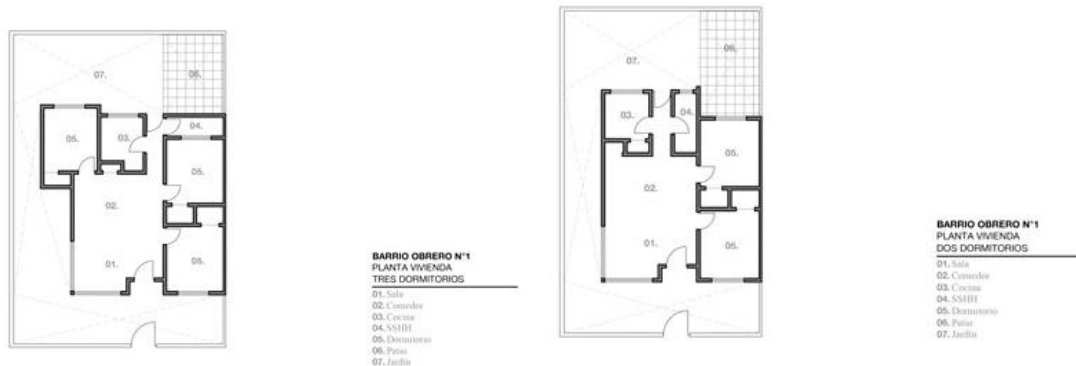 07.
06.
05.
03.
04.
05.
02.
05.
01.
BARRIO OBRERO N°1
PLANTA VIVIENDA
TRES DORMITORIOS
01. Sala
02. Comedor
03. Cocina
04. SSHH
05. Dormitorio
06. Patio
07. Jardín
06.
07.
03.
04.
05.
02.
01.
05.
BARRIO OBRERO N°1
PLANTA VIVIENDA
DOS DORMITORIOS
01. Sala
02. Comedor
03. Cocina
04. SSHH
05. Dormitorio
06. Patio
07. Jardín